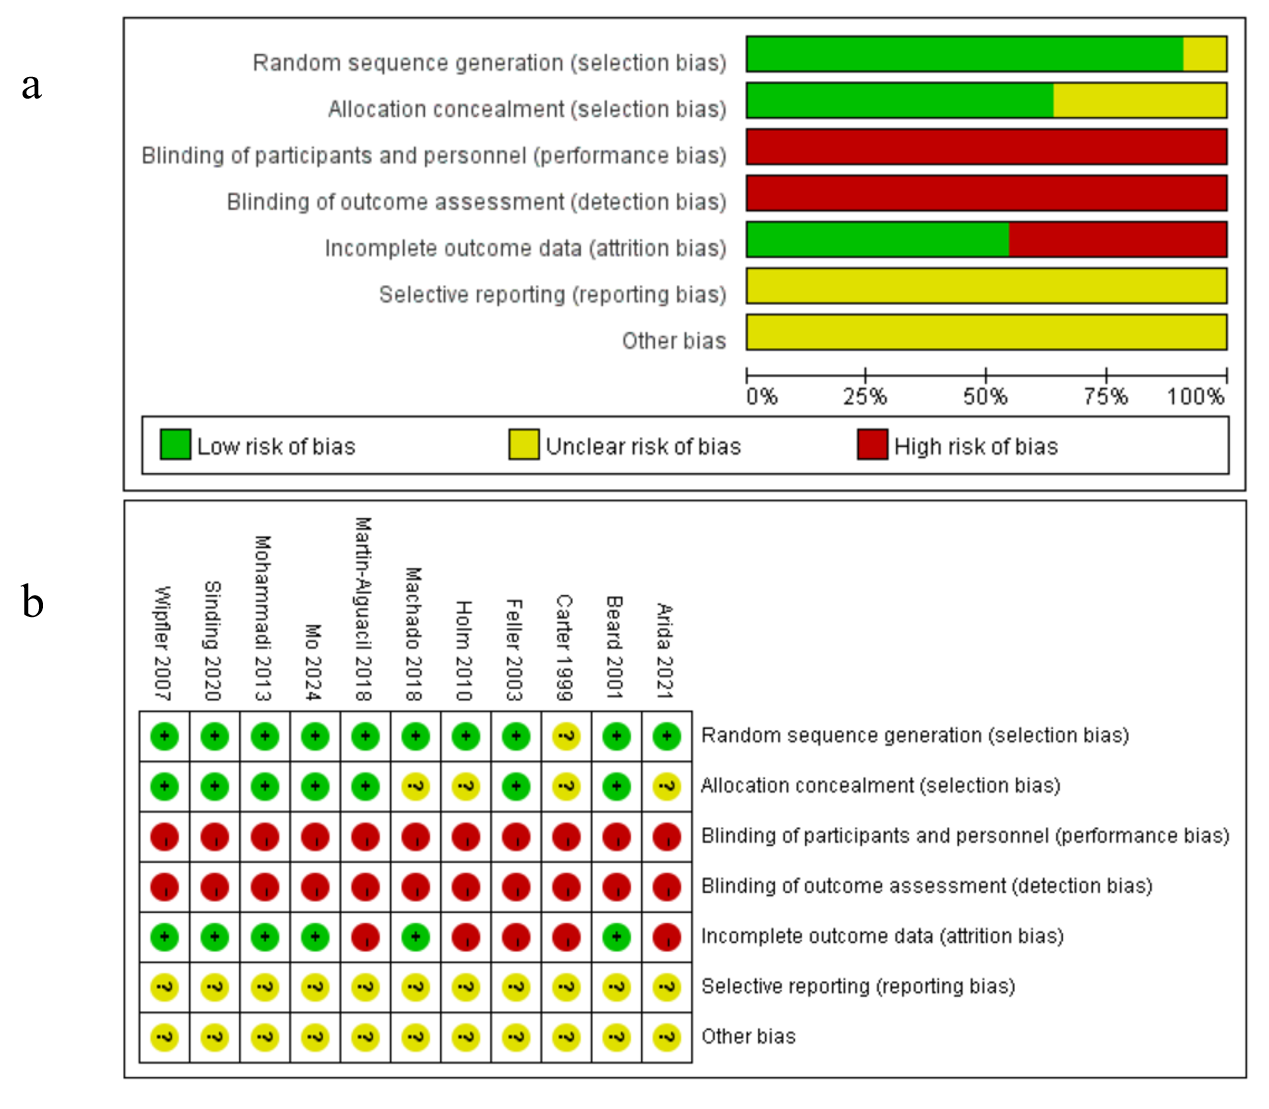 a
Random sequence generation (selection bias)
Allocation concealment (selection bias)
Blinding of participants and personnel (performance bias)
Blinding of outcome assessment (detection bias)
Incomplete outcome data (attrition bias)
Selective reporting (reporting bias)
Other bias
0% 25% 50% 75% 100%
Low risk of bias Unclear risk of bias High risk of bias
b
Wipfler 2007
Sinding 2020
Mohammadi 2013
Mo 2024
Martin-Alguacil 2018
Machado 2018
Holm 2010
Feller 2003
Carter 1999
Beard 2001
Arida 2021
+ + + + + + + + ? + + Random sequence generation (selection bias)
+ + + + + ? ? + ? + ? Allocation concealment (selection bias)
- - - - - - - - - - - Blinding of participants and personnel (performance bias)
- - - - - - - - - - - Blinding of outcome assessment (detection bias)
+ + + + - + - - - + - Incomplete outcome data (attrition bias)
? ? ? ? ? ? ? ? ? ? ? Selective reporting (reporting bias)
? ? ? ? ? ? ? ? ? ? ? Other bias